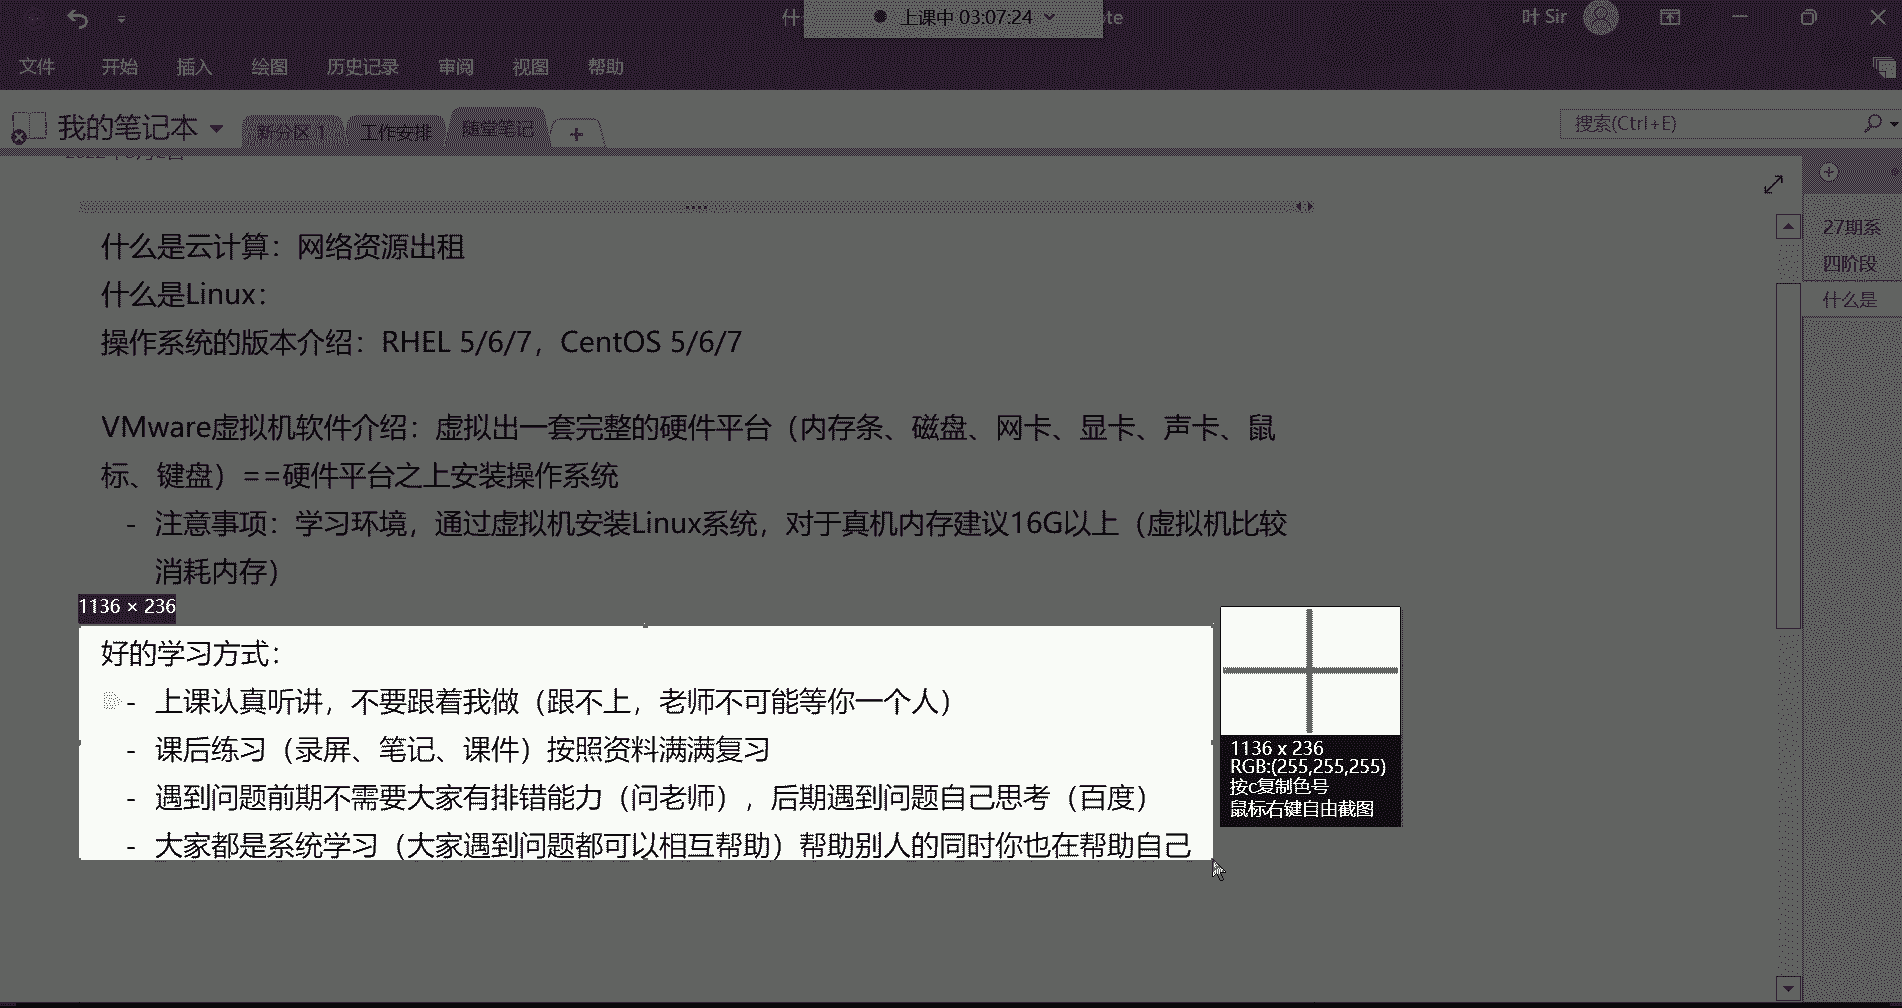 上课中 03:07:24
叶 Sir
文件 开始 插入 绘图 历史记录 审阅 视图 帮助
我的笔记本 新分区 1 工作安排 随堂笔记 +
搜索(Ctrl+E)
什么是云计算：网络资源出租
什么是Linux：
操作系统的版本介绍：RHEL 5/6/7，CentOS 5/6/7
VMware虚拟机软件介绍：虚拟出一套完整的硬件平台（内存条、磁盘、网卡、显卡、声卡、鼠
标、键盘）==硬件平台之上安装操作系统
- 注意事项：学习环境，通过虚拟机安装Linux系统，对于真机内存建议16G以上（虚拟机比较
消耗内存）
1136 × 236
好的学习方式：
- 上课认真听讲，不要跟着我做（跟不上，老师不可能等你一个人）
- 课后练习（录屏、笔记、课件）按照资料满满复习
- 遇到问题前期不需要大家有排错能力（问老师），后期遇到问题自己思考（百度）
- 大家都是系统学习（大家遇到问题都可以相互帮助）帮助别人的同时你也在帮助自己
1136 x 236
RGB:(255,255,255)
按c复制色号
鼠标右键自由截图
27期系
四阶段
什么是